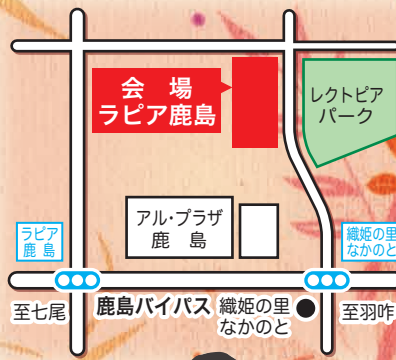 会 場
ラピア鹿島
レクトピア
パーク
アル・プラザ
鹿 島
ラピア
鹿 島
織姫の里
なかのと
至七尾
鹿島バイパス
織姫の里
なかのと
至羽咋